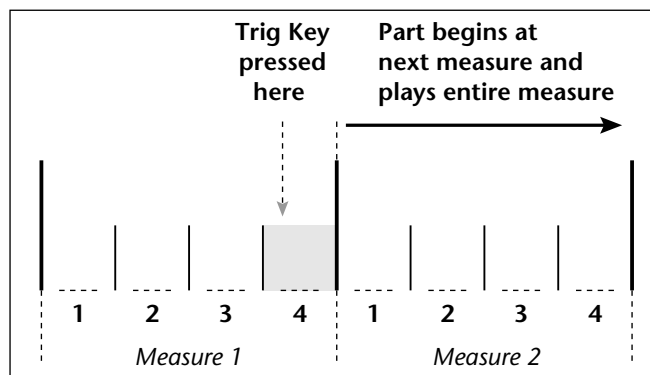 Trig Key
pressed
here
Part begins at
next measure and
plays entire measure
1 2 3 4 1 2 3 4
Measure 1 Measure 2